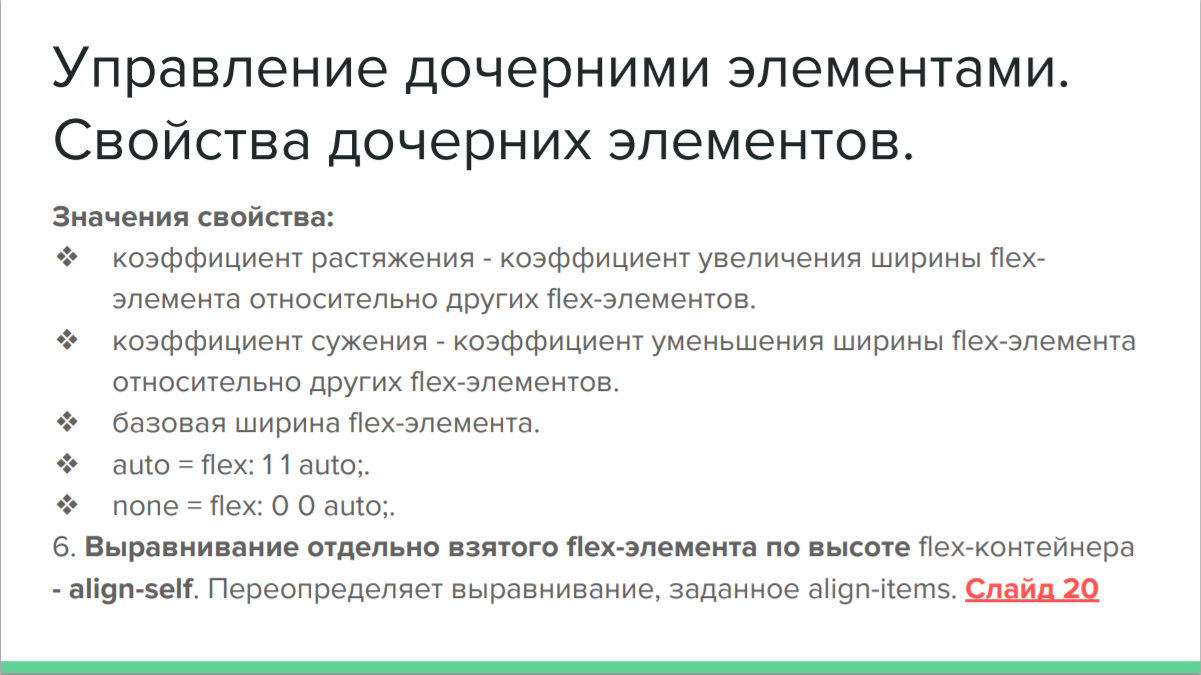 Управление дочерними элементами.
Свойства дочерних элементов.
Значения свойства:
❖ коэффициент растяжения - коэффициент увеличения ширины flex-
элемента относительно других flex-элементов.
❖ коэффициент сужения - коэффициент уменьшения ширины flex-элемента
относительно других flex-элементов.
❖ базовая ширина flex-элемента.
❖ auto = flex: 1 1 auto;.
❖ none = flex: 0 0 auto;.
6. Выравнивание отдельно взятого flex-элемента по высоте flex-контейнера
- align-self. Переопределяет выравнивание, заданное align-items. Слайд 20